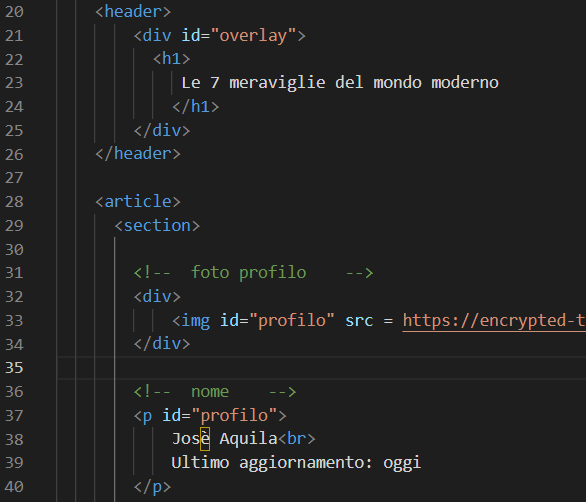 20 <header>
21 <div id="overlay">
22 <h1>
23 Le 7 meraviglie del mondo moderno
24 </h1>
25 </div>
26 </header>
27
28 <article>
29 <section>
30
31 <!--  foto profilo    -->
32 <div>
33 <img id="profilo" src = https://encrypted-t
34 </div>
35
36 <!--  nome    -->
37 <p id="profilo">
38 Josè Aquila<br>
39 Ultimo aggiornamento: oggi
40 </p>